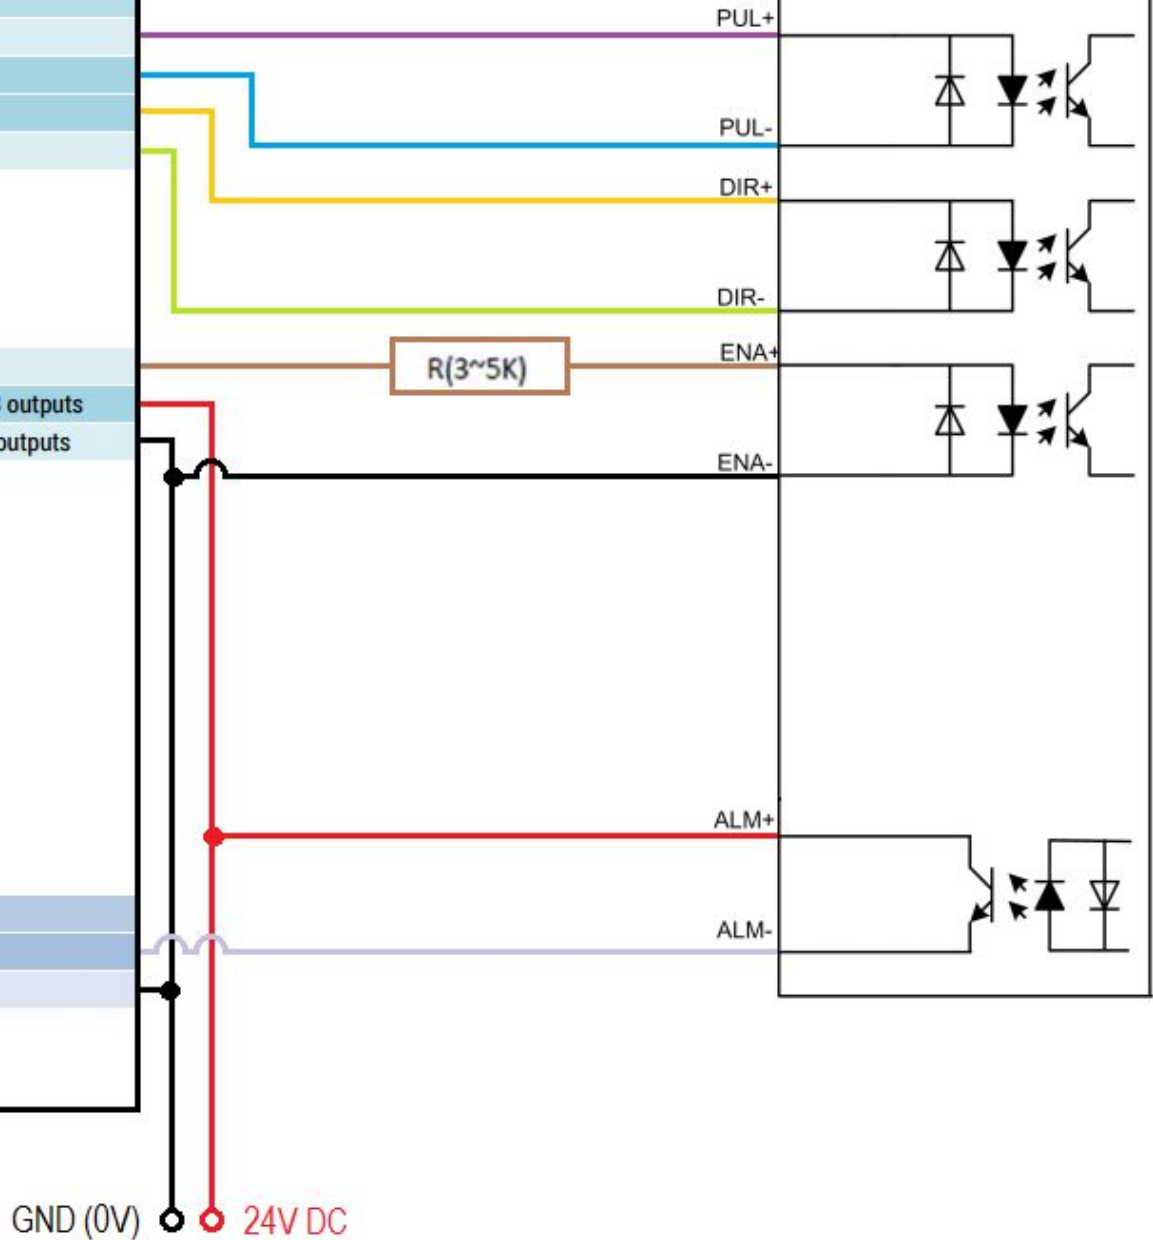 PUL+
PUL-
DIR+
DIR-
ENA+
R(3~5K)
outputs
outputs
ENA-
ALM+
ALM-
GND (0V)
24V DC